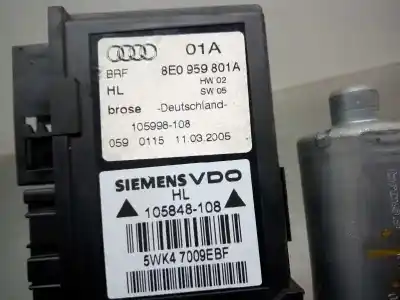 01A
BRF 8E0 959 801A
HL HW 02
SW 05
brose -Deutschland-
105996-108
059 0115 11.03.2005
SIEMENS VDO
HL
105848-108
5WK4 7009EBF